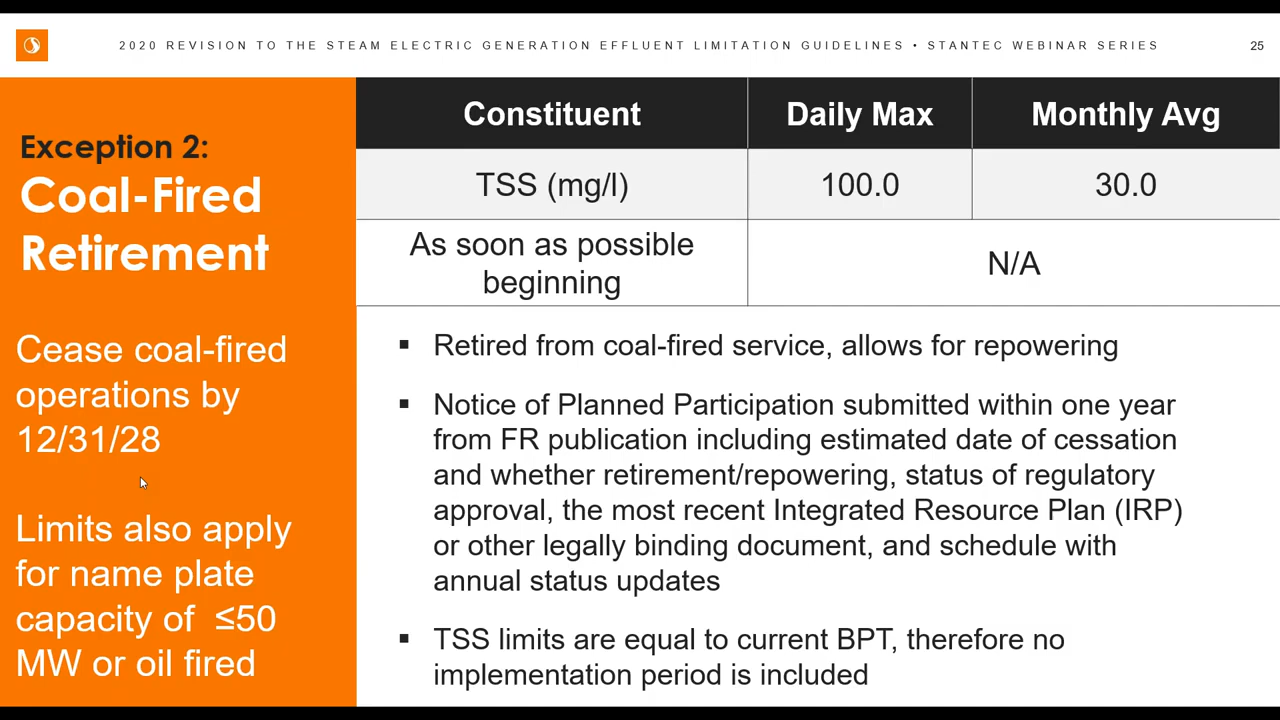 2020 REVISION TO THE STEAM ELECTRIC GENERATION EFFLUENT LIMITATION GUIDELINES • STANTEC WEBINAR SERIES
25
Exception 2:
Coal-Fired
Retirement
Cease coal-fired
operations by
12/31/28
Limits also apply
for name plate
capacity of ≤50
MW or oil fired
Constituent Daily Max Monthly Avg
TSS (mg/l) 100.0 30.0
As soon as possible
beginning
N/A
▪ Retired from coal-fired service, allows for repowering
▪ Notice of Planned Participation submitted within one year
from FR publication including estimated date of cessation
and whether retirement/repowering, status of regulatory
approval, the most recent Integrated Resource Plan (IRP)
or other legally binding document, and schedule with
annual status updates
▪ TSS limits are equal to current BPT, therefore no
implementation period is included